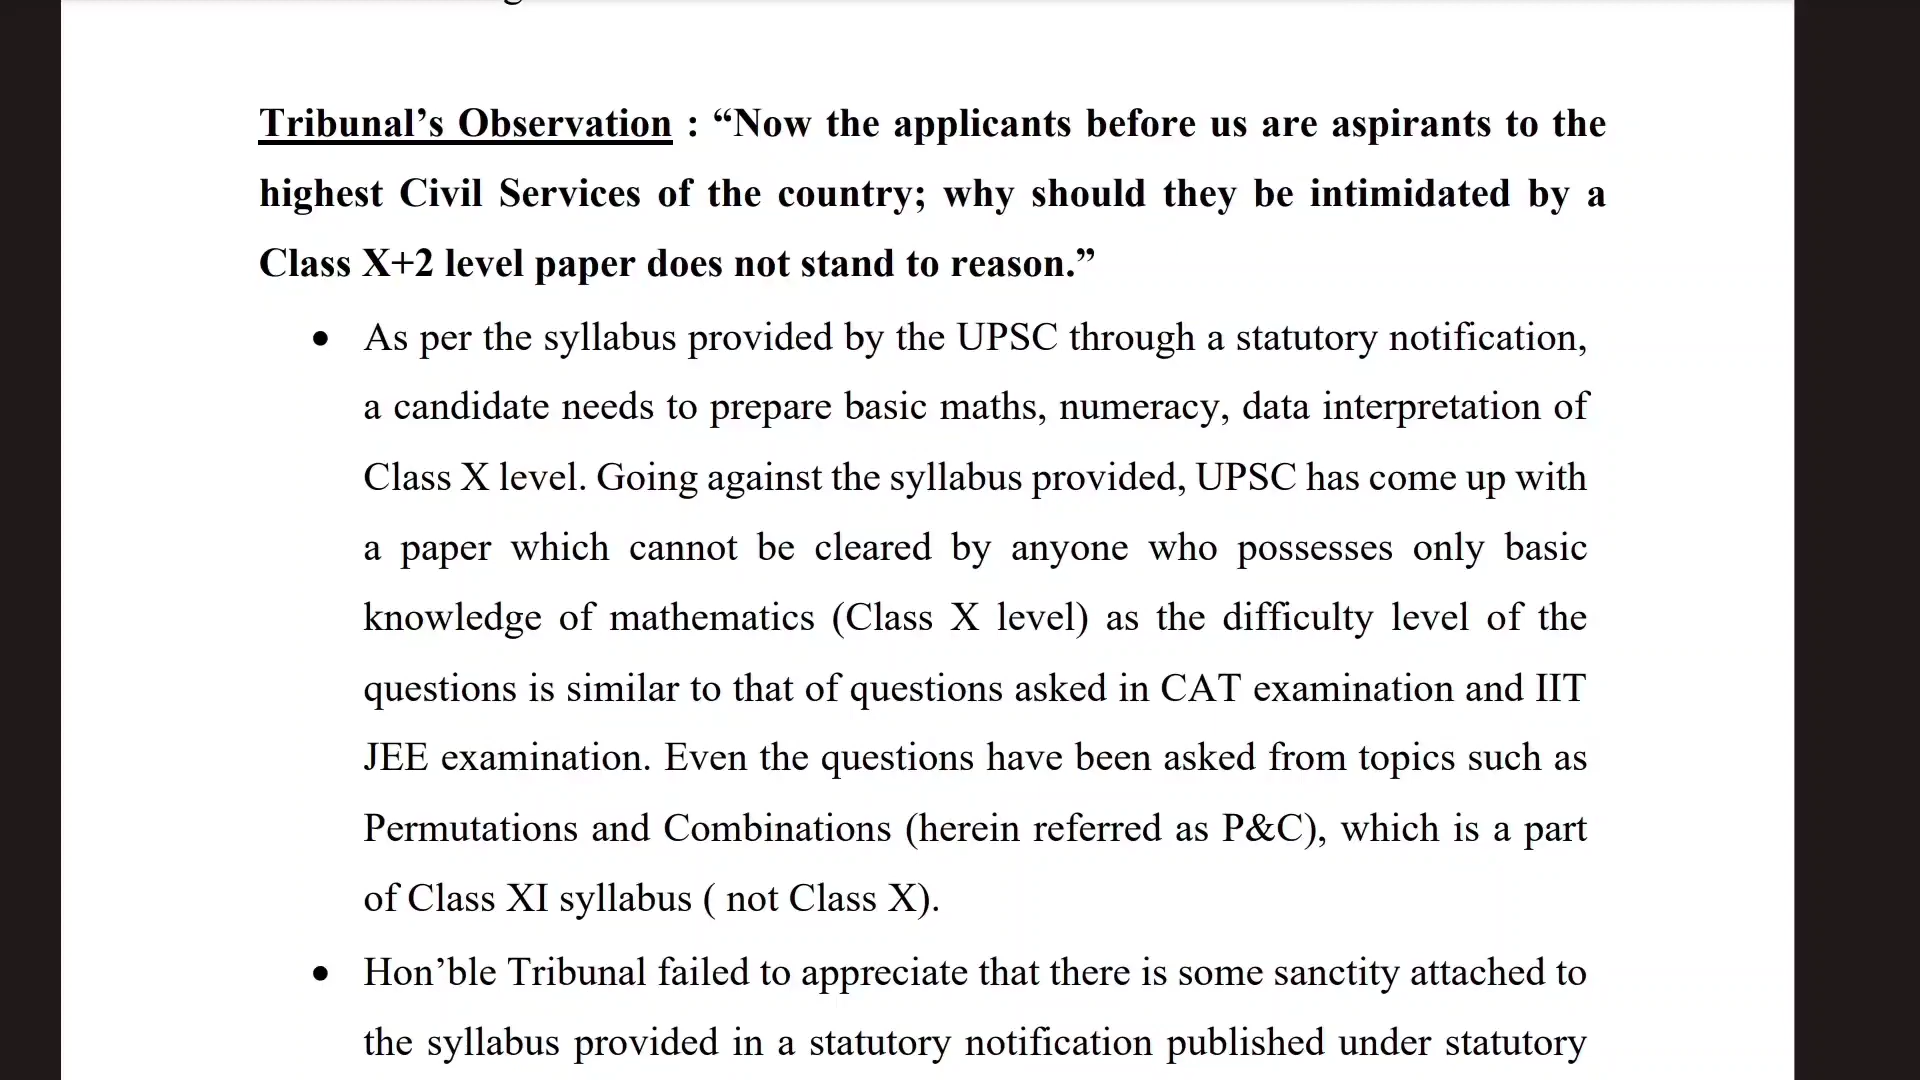 Tribunal’s Observation : “Now the applicants before us are aspirants to the
highest Civil Services of the country; why should they be intimidated by a
Class X+2 level paper does not stand to reason.”
• As per the syllabus provided by the UPSC through a statutory notification,
a candidate needs to prepare basic maths, numeracy, data interpretation of
Class X level. Going against the syllabus provided, UPSC has come up with
a paper which cannot be cleared by anyone who possesses only basic
knowledge of mathematics (Class X level) as the difficulty level of the
questions is similar to that of questions asked in CAT examination and IIT
JEE examination. Even the questions have been asked from topics such as
Permutations and Combinations (herein referred as P&C), which is a part
of Class XI syllabus ( not Class X).
• Hon’ble Tribunal failed to appreciate that there is some sanctity attached to
the syllabus provided in a statutory notification published under statutory